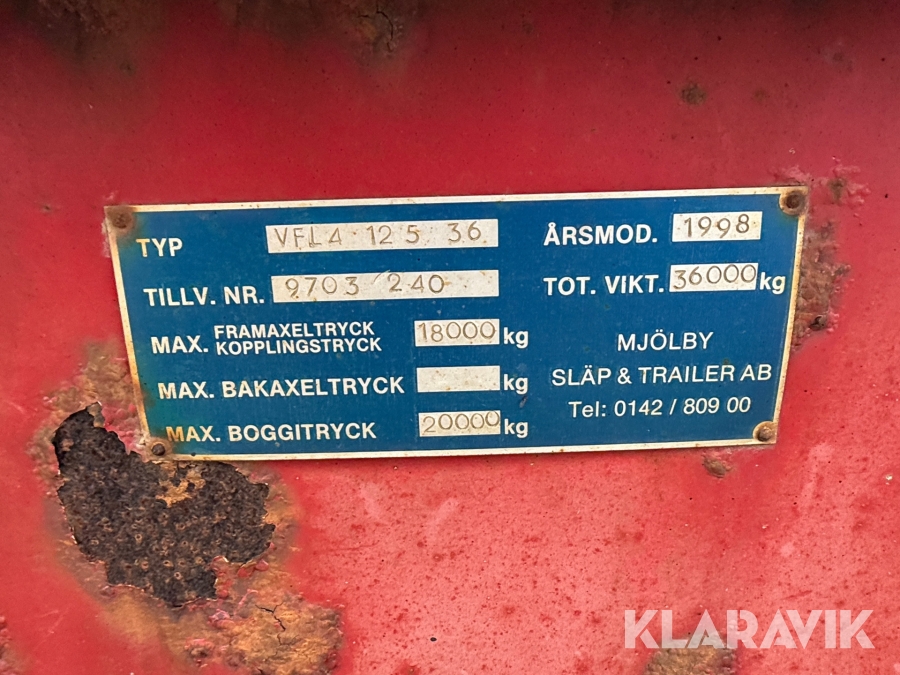 TYP VFL4 125 36
ÅRSMOD. 1998
TILLV. NR. 9703 240
TOT. VIKT. 36000 kg
MAX. FRAMAXELTRYCK
KOPPLINGSTRYCK 18000 kg
MAX. BAKAXELTRYCK kg
MAX. BOGGITRYCK 20000 kg
MJÖLBY
SLÄP & TRAILER AB
Tel: 0142 / 809 00
KLARAVIK